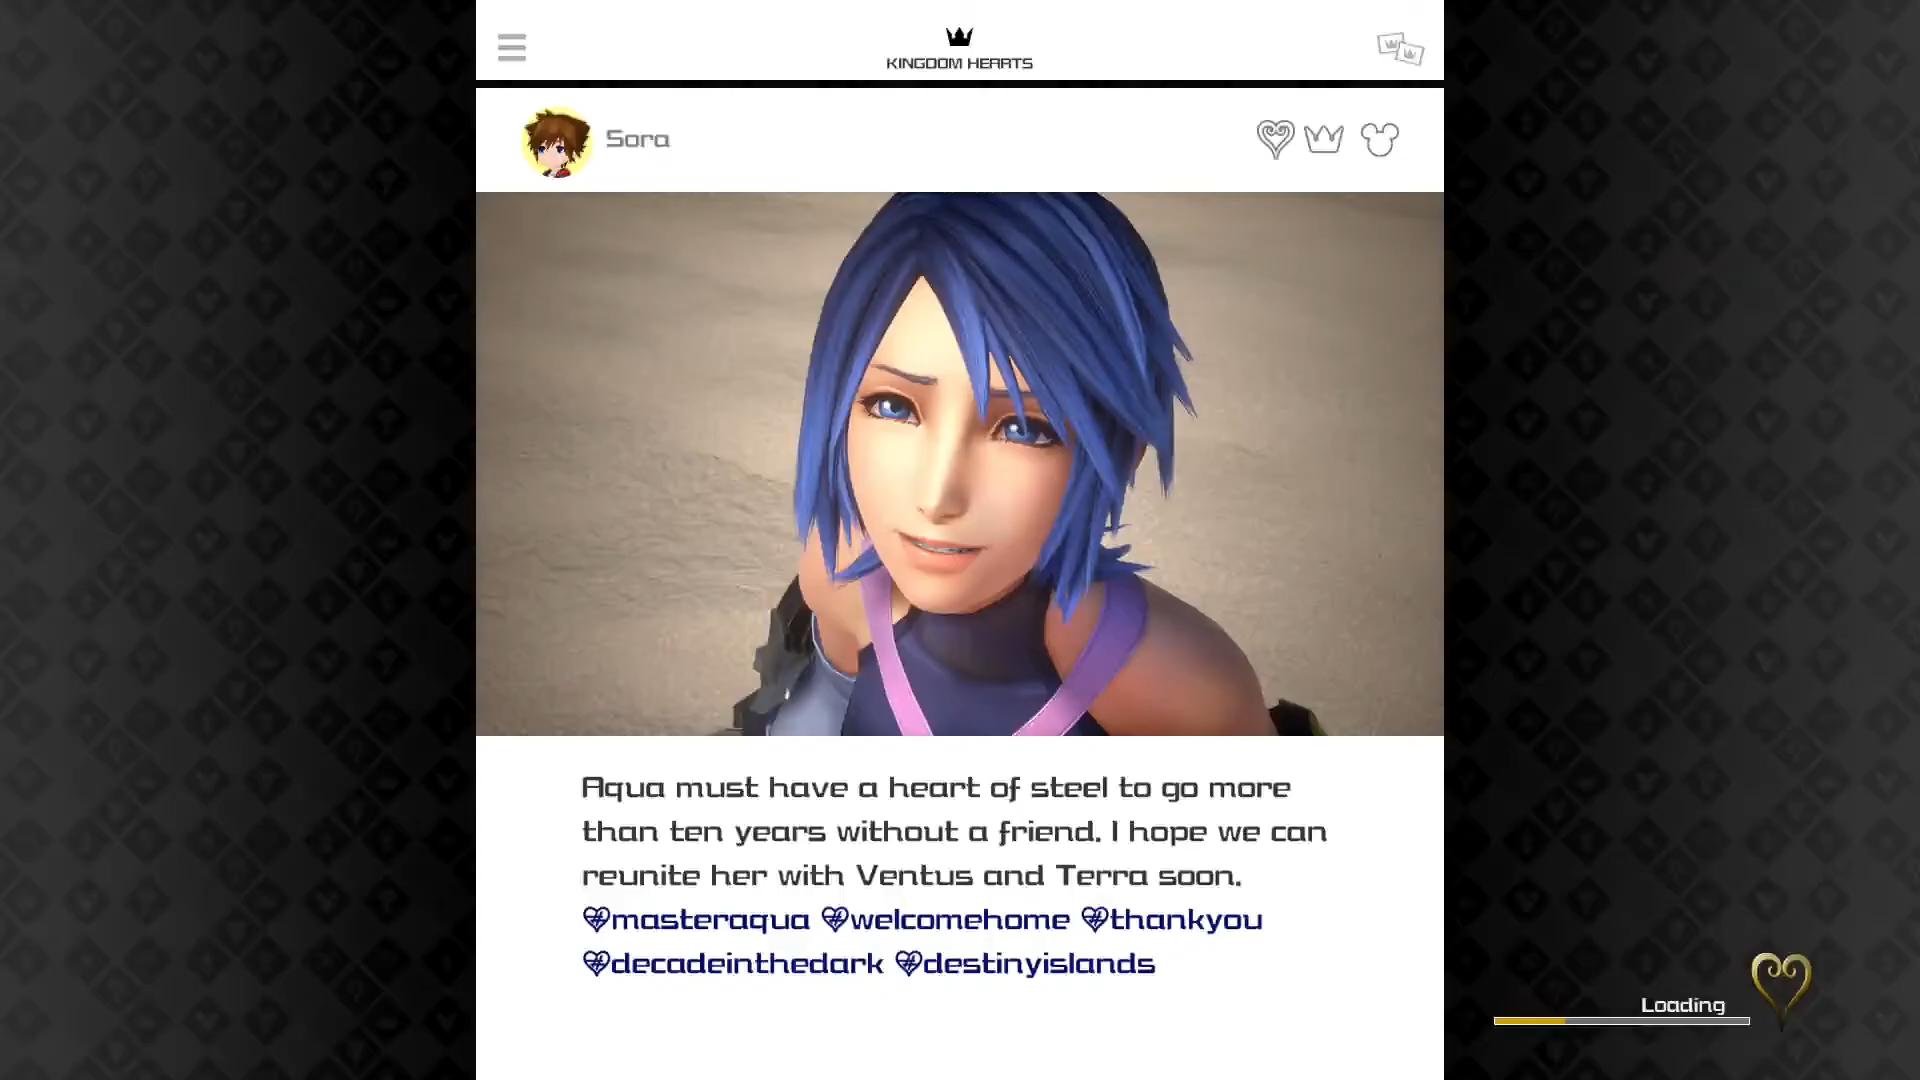 KINGDOM HEARTS
Sora
Aqua must have a heart of steel to go more
than ten years without a friend. I hope we can
reunite her with Ventus and Terra soon.
#masteraqua #welcomehome #thankyou
#decadeinthedark #destinyislands
Loading